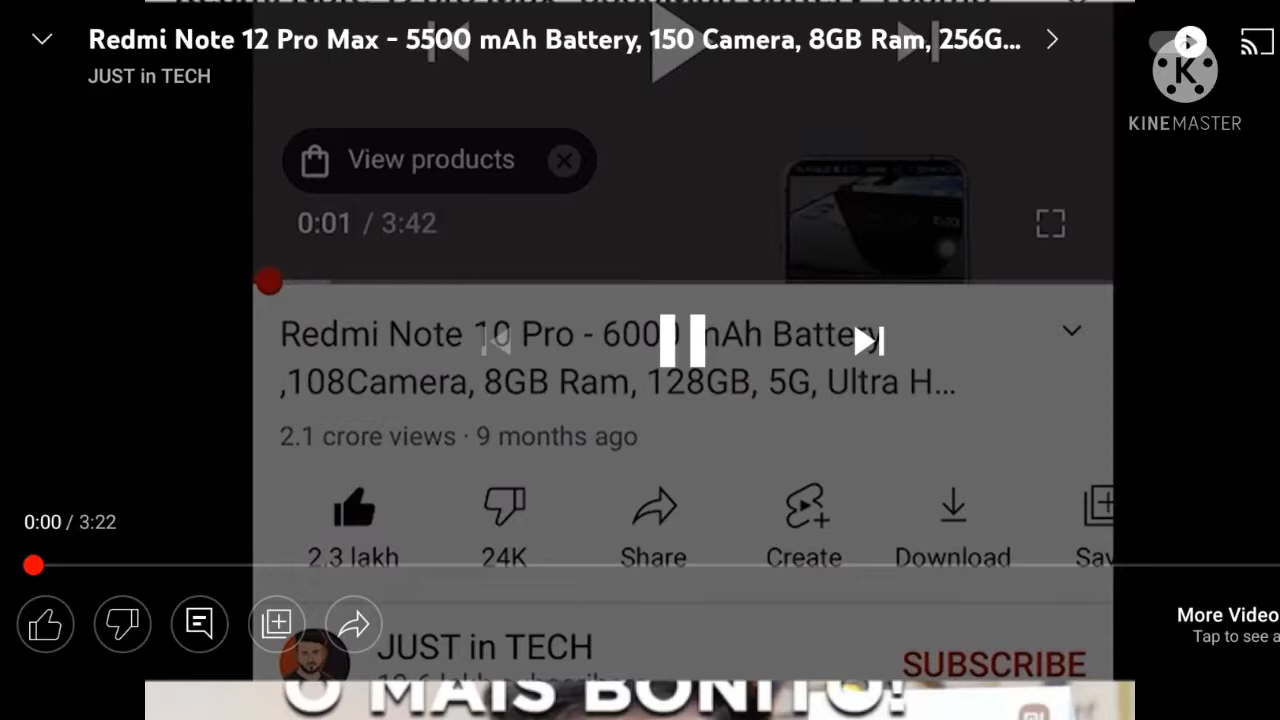 Redmi Note 12 Pro Max - 5500 mAh Battery, 150 Camera, 8GB Ram, 256G...
JUST in TECH
K
KINEMASTER
View products
0:01 / 3:42
Redmi Note 10 Pro - 6000 mAh Battery
,108Camera, 8GB Ram, 128GB, 5G, Ultra H...
2.1 crore views · 9 months ago
0:00 / 3:22
2.3 lakh
24K
Share
Create
Download
Sav
More Video
Tap to see a
JUST in TECH
SUBSCRIBE
O MAIS BONITO!